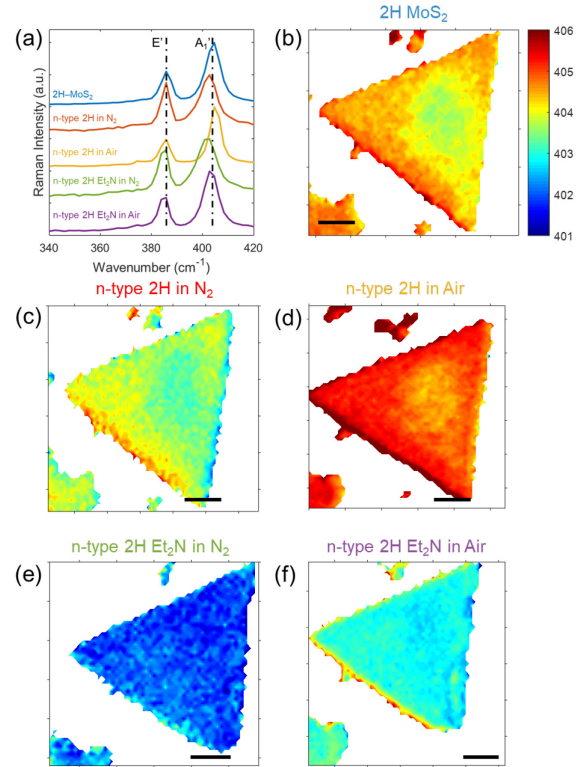 (a)
E'
A₁'
Raman Intensity (a.u.)
2H–MoS₂
n-type 2H in N₂
n-type 2H in Air
n-type 2H Et₂N in N₂
n-type 2H Et₂N in Air
340 360 380 400 420
Wavenumber (cm⁻¹)
2H MoS₂
(b)
406
405
404
403
402
401
n-type 2H in N₂
(c)
n-type 2H in Air
(d)
n-type 2H Et₂N in N₂
(e)
n-type 2H Et₂N in Air
(f)